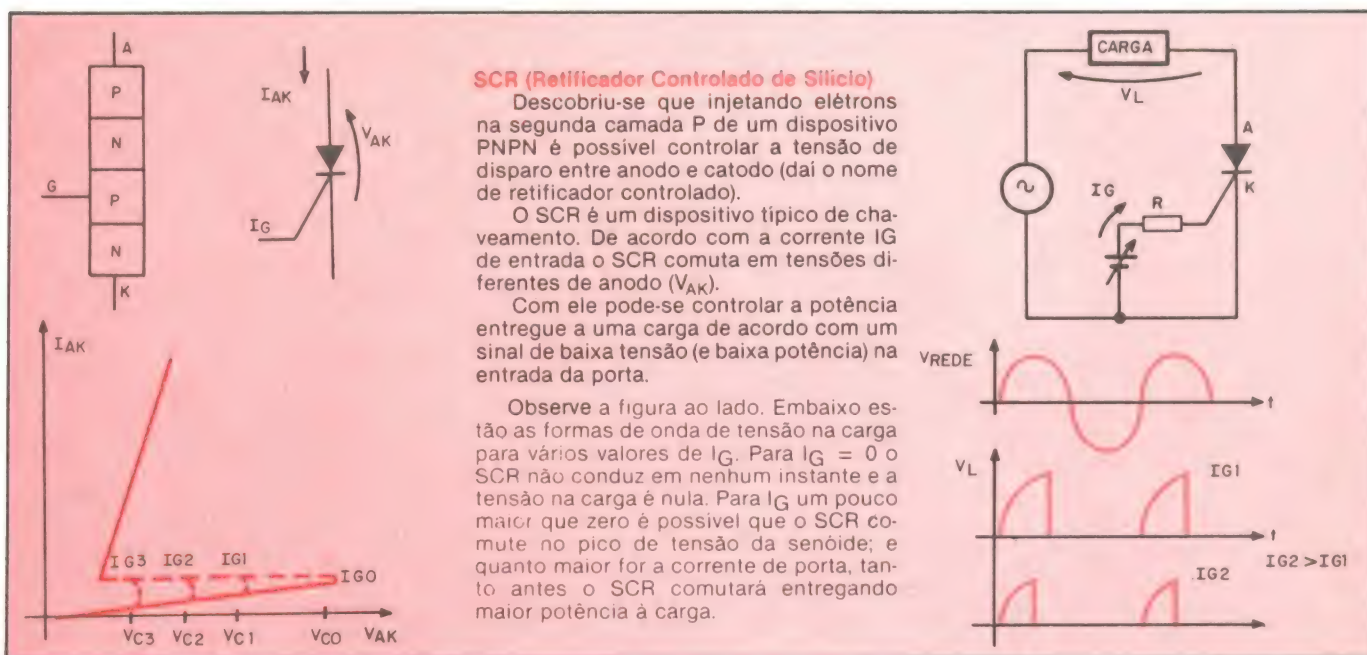 A
P
N
G
P
N
K
IAK
VAK
IG
IAK
IG3 IG2 IG1
IGO
VC3 VC2 VC1 VCO VAK
SCR (Retificador Controlado de Silicio)
Descobriu-se que injetando elétrons
na segunda camada P de um dispositivo
PNPN é possível controlar a tensão de
disparo entre anodo e catodo (daí o nome
de retificador controlado).
O SCR é um dispositivo típico de cha-
veamento. De acordo com a corrente IG
de entrada o SCR comuta em tensões di-
ferentes de anodo (VAK).
Com ele pode-se controlar a potência
entregue a uma carga de acordo com um
sinal de baixa tensão (e baixa potência) na
entrada da porta.
Observe a figura ao lado. Embaixo es-
tão as formas de onda de tensão na carga
para vários valores de IG. Para IG = 0 o
SCR não conduz em nenhum instante e a
tensão na carga é nula. Para IG um pouco
maior que zero é possível que o SCR co-
mute no pico de tensão da senóide; e
quanto maior for a corrente de porta, tan-
to antes o SCR comutará entregando
maior potência à carga.
CARGA
VL
A
K
IG
R
~
VREDE
t
VL
IG1
t
IG2>IG1
IG2
t